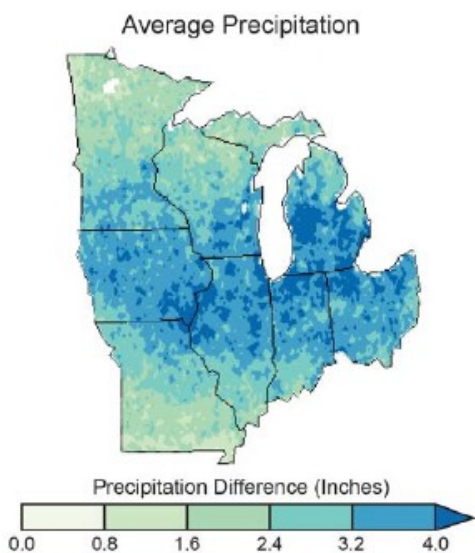 Average Precipitation
Precipitation Difference (Inches)
0.0 0.8 1.6 2.4 3.2 4.0